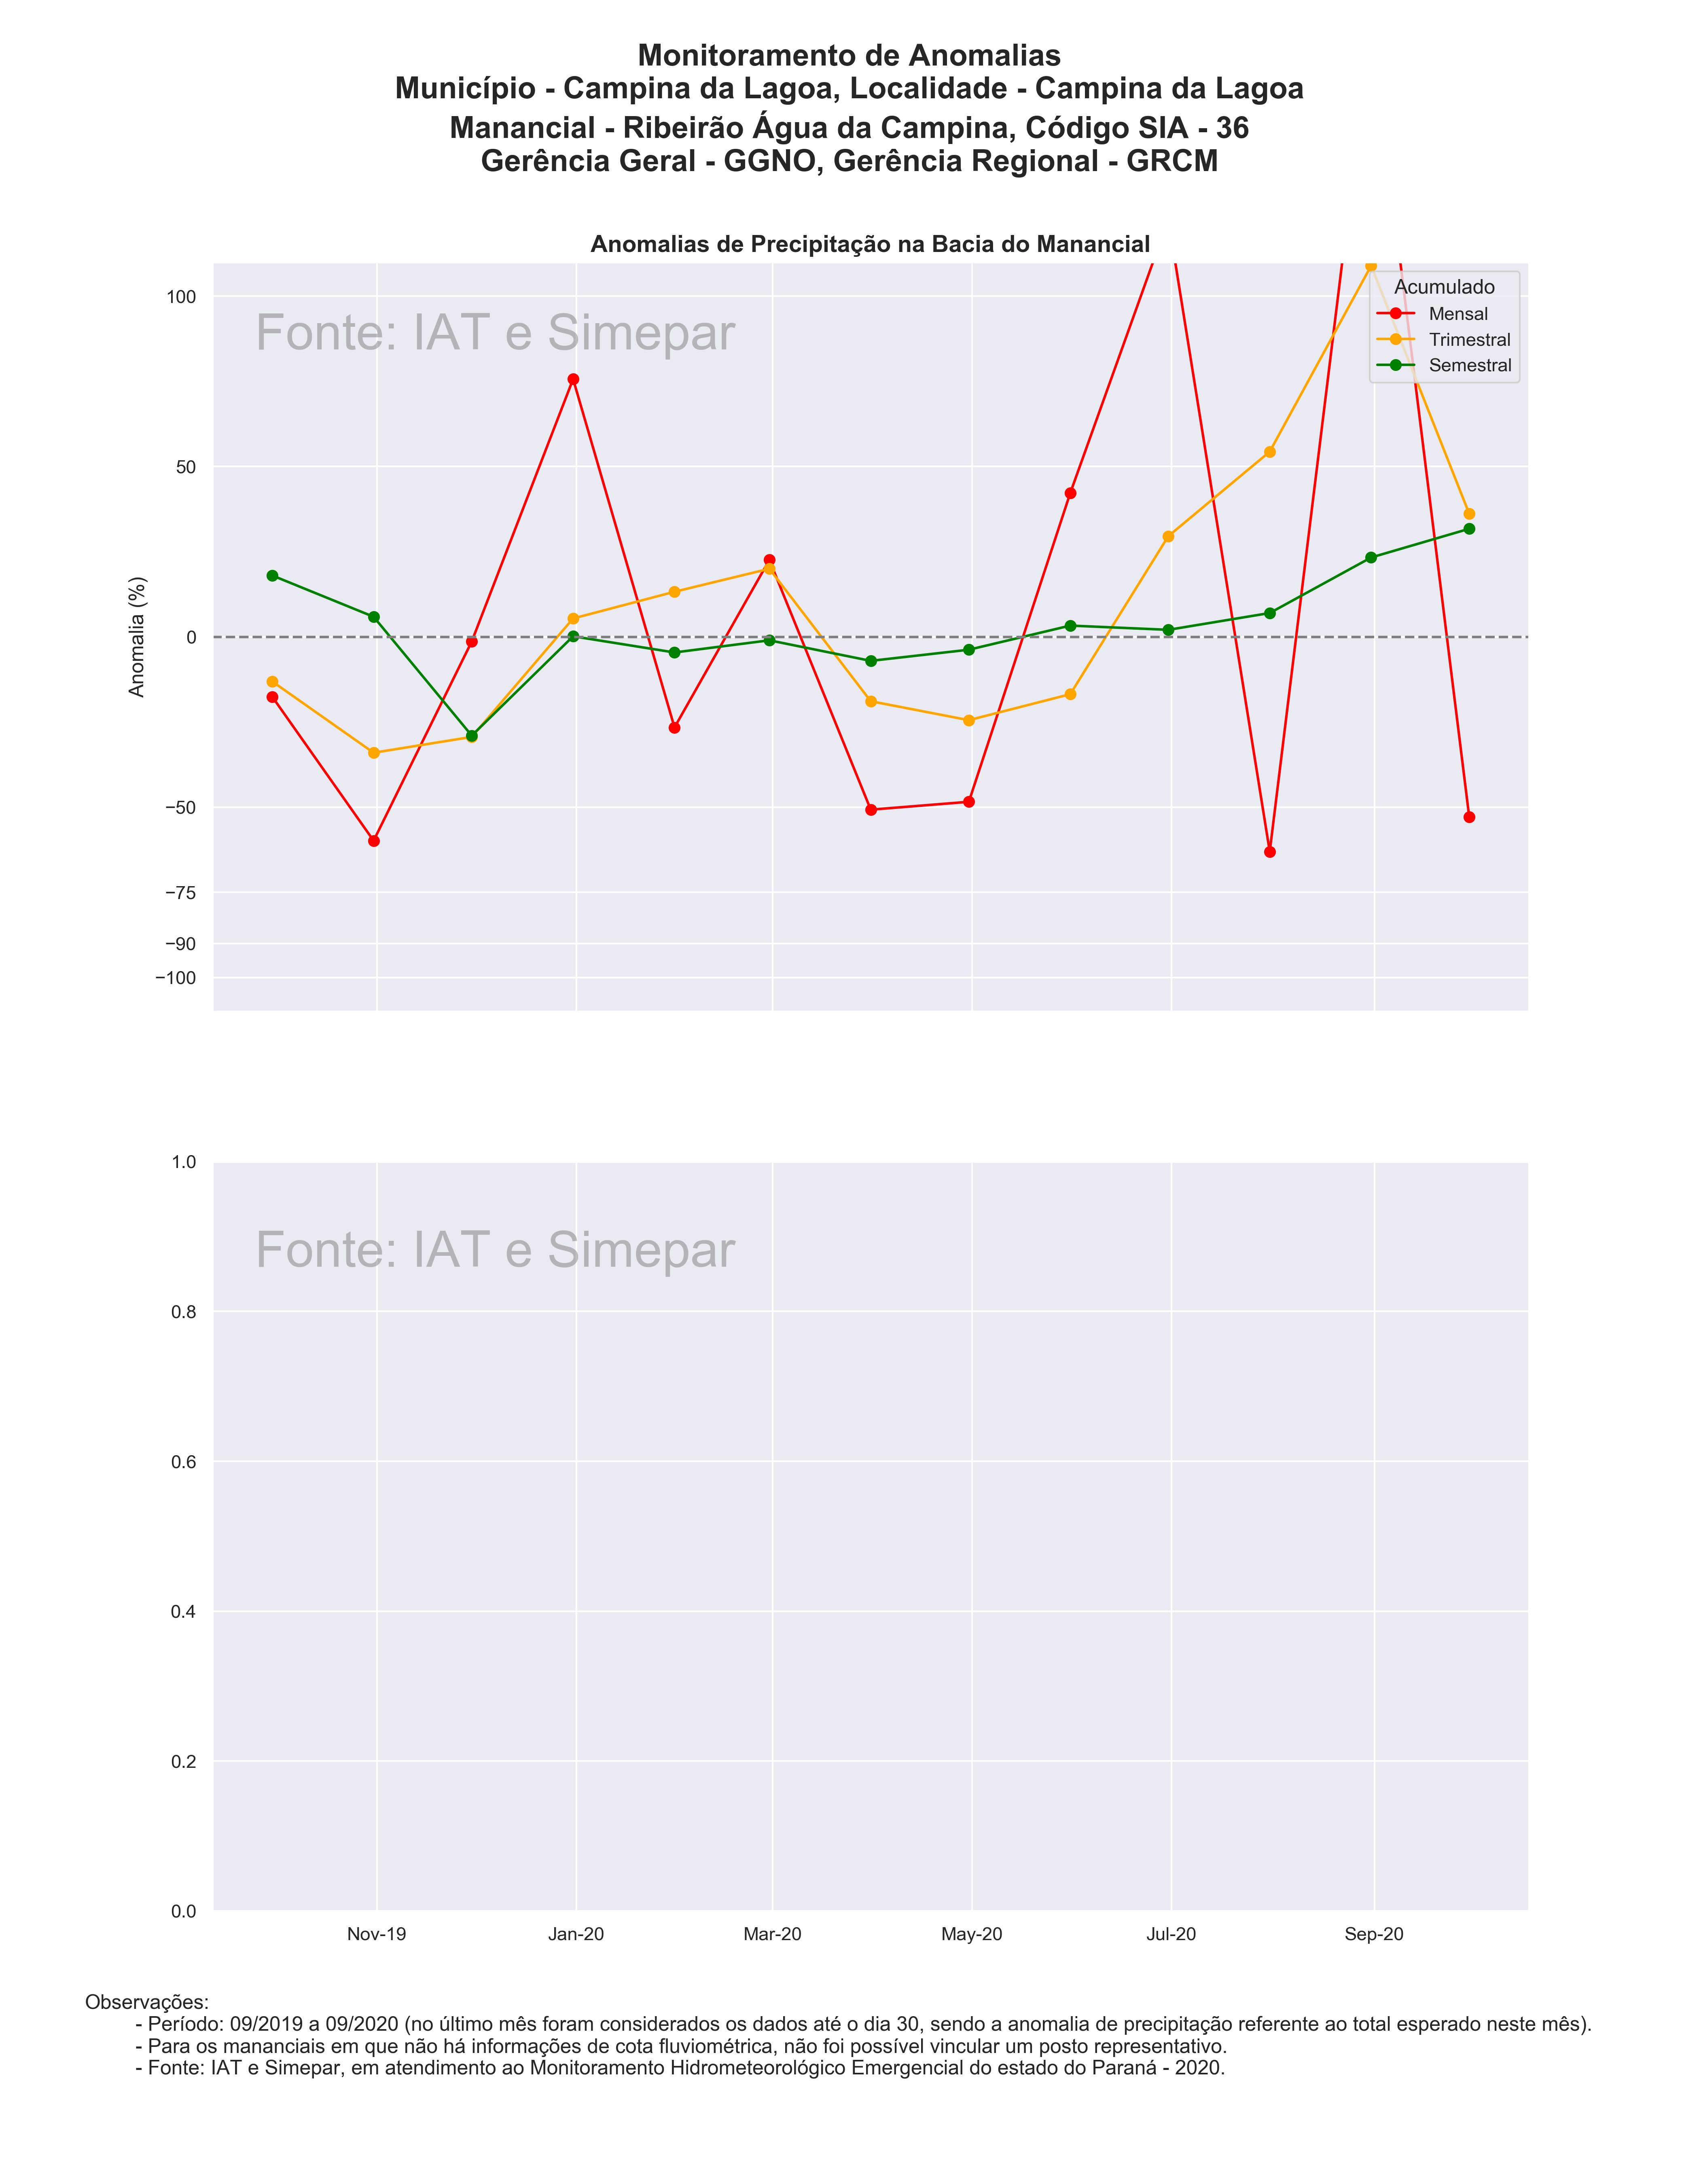 Monitoramento de Anomalias
Município - Campina da Lagoa, Localidade - Campina da Lagoa
Manancial - Ribeirão Água da Campina, Código SIA - 36
Gerência Geral - GGNO, Gerência Regional - GRCM
Anomalias de Precipitação na Bacia do Manancial
Fonte: IAT e Simepar
Acumulado
Mensal
Trimestral
Semestral
Anomalia (%)
100
50
0
−50
−75
−90
−100
Fonte: IAT e Simepar
1.0
0.8
0.6
0.4
0.2
0.0
Nov-19 Jan-20 Mar-20 May-20 Jul-20 Sep-20
Observações:
- Período: 09/2019 a 09/2020 (no último mês foram considerados os dados até o dia 30, sendo a anomalia de precipitação referente ao total esperado neste mês).
- Para os mananciais em que não há informações de cota fluviométrica, não foi possível vincular um posto representativo.
- Fonte: IAT e Simepar, em atendimento ao Monitoramento Hidrometeorológico Emergencial do estado do Paraná - 2020.